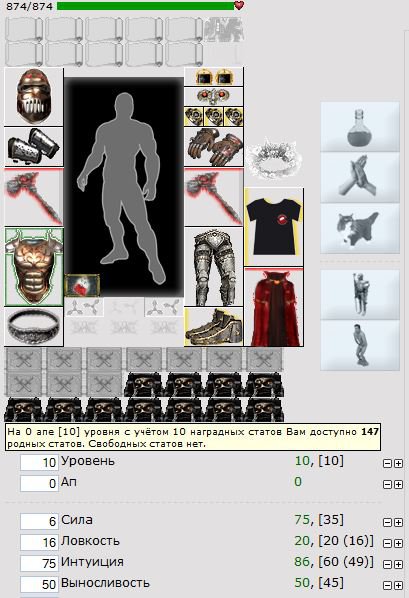 874/874
На 0 апе [10] уровня с учётом 10 наградных статов Вам доступно 147
родных статов. Свободных статов нет.
10 Уровень 10, [10]
0 Ап 0
6 Сила 75, [35]
16 Ловкость 20, [20 (16)]
75 Интуиция 86, [60 (49)]
50 Выносливость 50, [45]